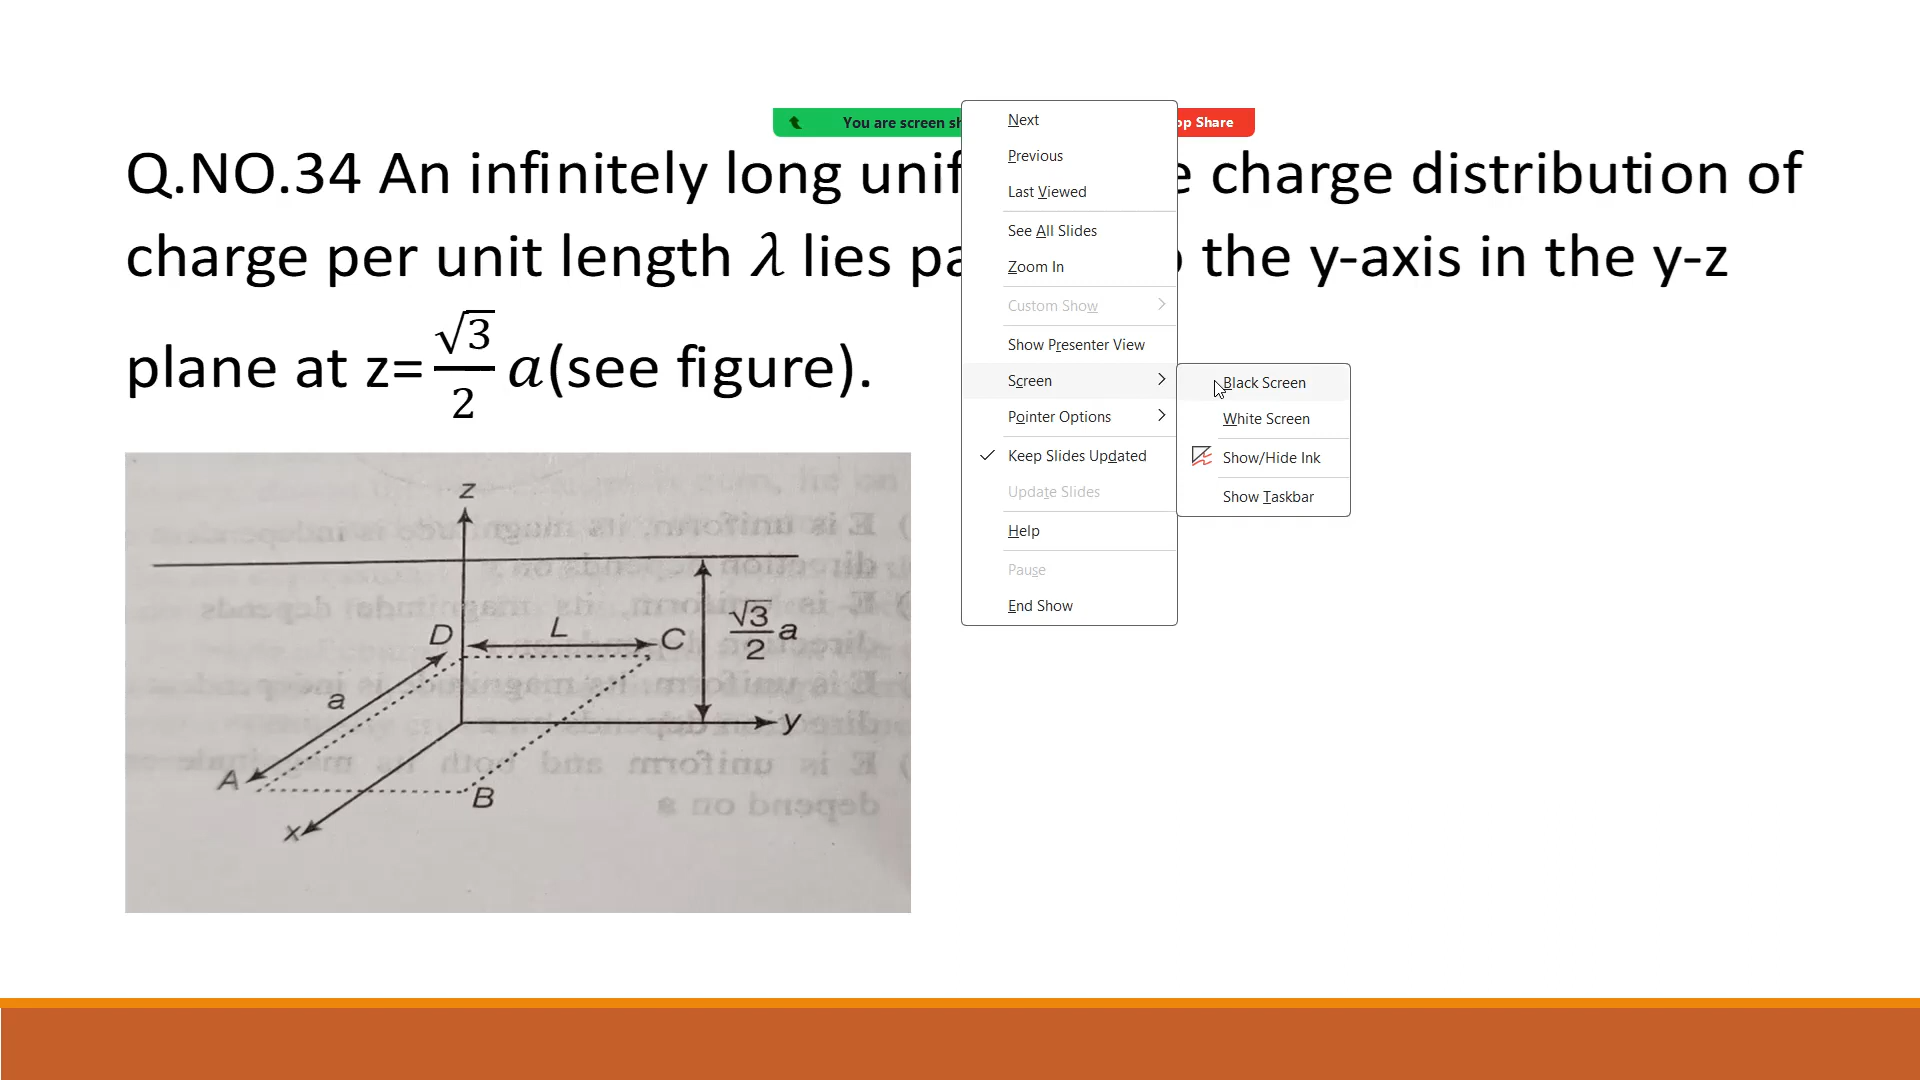 You are screen sh
op Share
Q.NO.34 An infinitely long unif e charge distribution of
charge per unit length λ lies pa the y-axis in the y-z
plane at z=√3/2 a(see figure).
Next
Previous
Last Viewed
See All Slides
Zoom In
Custom Show
Show Presenter View
Screen
Pointer Options
Keep Slides Updated
Update Slides
Help
Pause
End Show
Black Screen
White Screen
Show/Hide Ink
Show Taskbar
z
D
L
C
√3/2 a
a
y
A
B
x